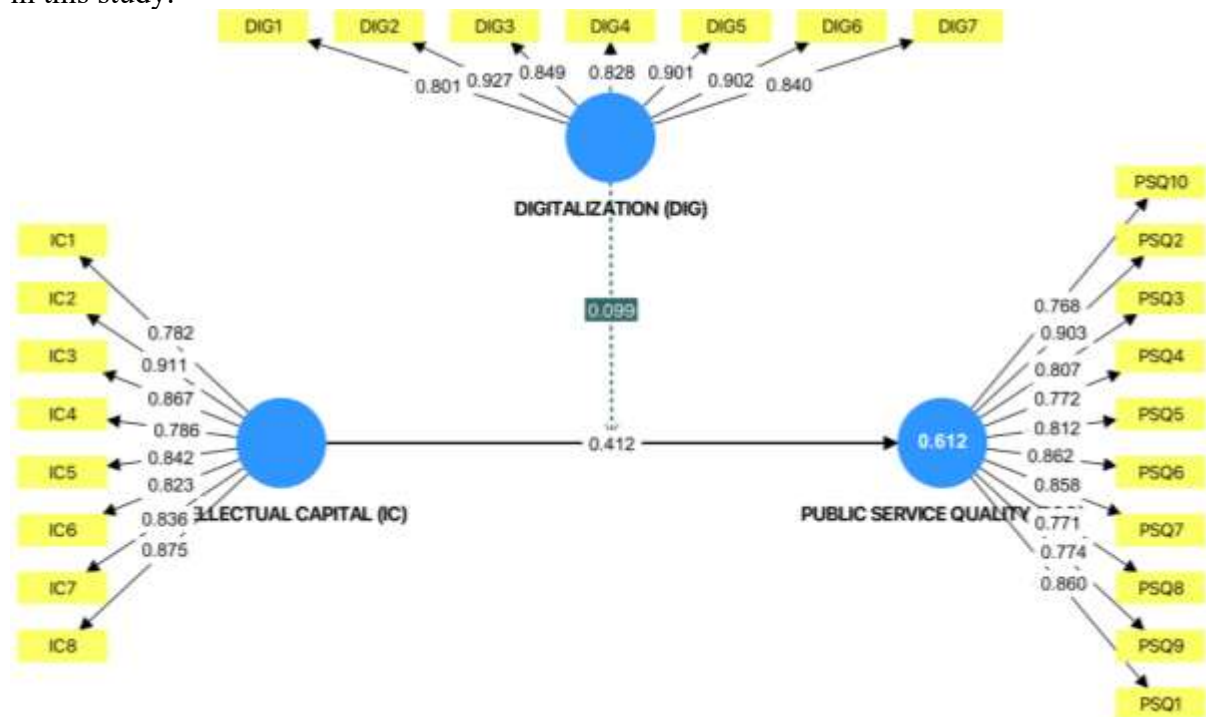 in this study.
DIG1 DIG2 DIG3 DIG4 DIG5 DIG6 DIG7
0.801 0.927 0.849 0.828 0.901 0.902 0.840
DIGITALIZATION (DIG)
0.099
IC1
IC2
IC3
IC4
IC5
IC6
IC7
IC8
0.782
0.911
0.867
0.786
0.842
0.823
0.836
0.875
LLECTUAL CAPITAL (IC)
0.412
0.612
PUBLIC SERVICE QUALITY
0.768
0.903
0.807
0.772
0.812
0.862
0.858
0.771
0.774
0.860
PSQ10
PSQ2
PSQ3
PSQ4
PSQ5
PSQ6
PSQ7
PSQ8
PSQ9
PSQ1